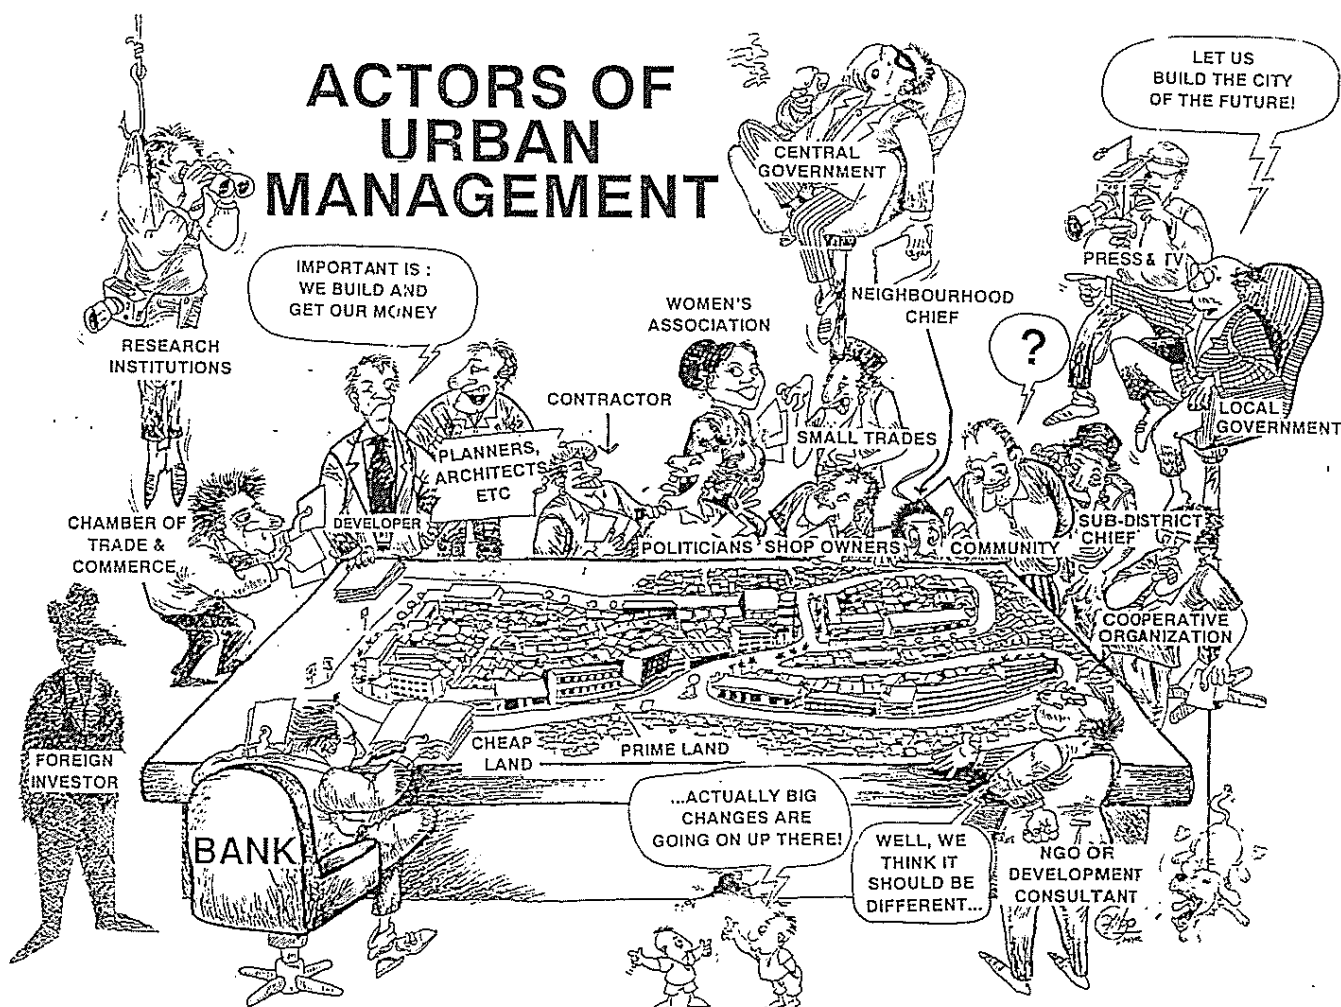 ACTORS OF
URBAN
MANAGEMENT
LET US
BUILD THE CITY
OF THE FUTURE!
CENTRAL
GOVERNMENT
PRESS & TV
IMPORTANT IS :
WE BUILD AND
GET OUR MONEY
WOMEN'S
ASSOCIATION
NEIGHBOURHOOD
CHIEF
?
RESEARCH
INSTITUTIONS
CONTRACTOR
LOCAL
GOVERNMENT
SMALL TRADES
PLANNERS,
ARCHITECTS
ETC
CHAMBER OF
TRADE &
COMMERCE
DEVELOPER
POLITICIANS
SHOP OWNERS
COMMUNITY
SUB-DISTRICT
CHIEF
COOPERATIVE
ORGANIZATION
FOREIGN
INVESTOR
CHEAP
LAND
PRIME LAND
BANK
...ACTUALLY BIG
CHANGES ARE
GOING ON UP THERE!
WELL, WE
THINK IT
SHOULD BE
DIFFERENT...
NGO OR
DEVELOPMENT
CONSULTANT